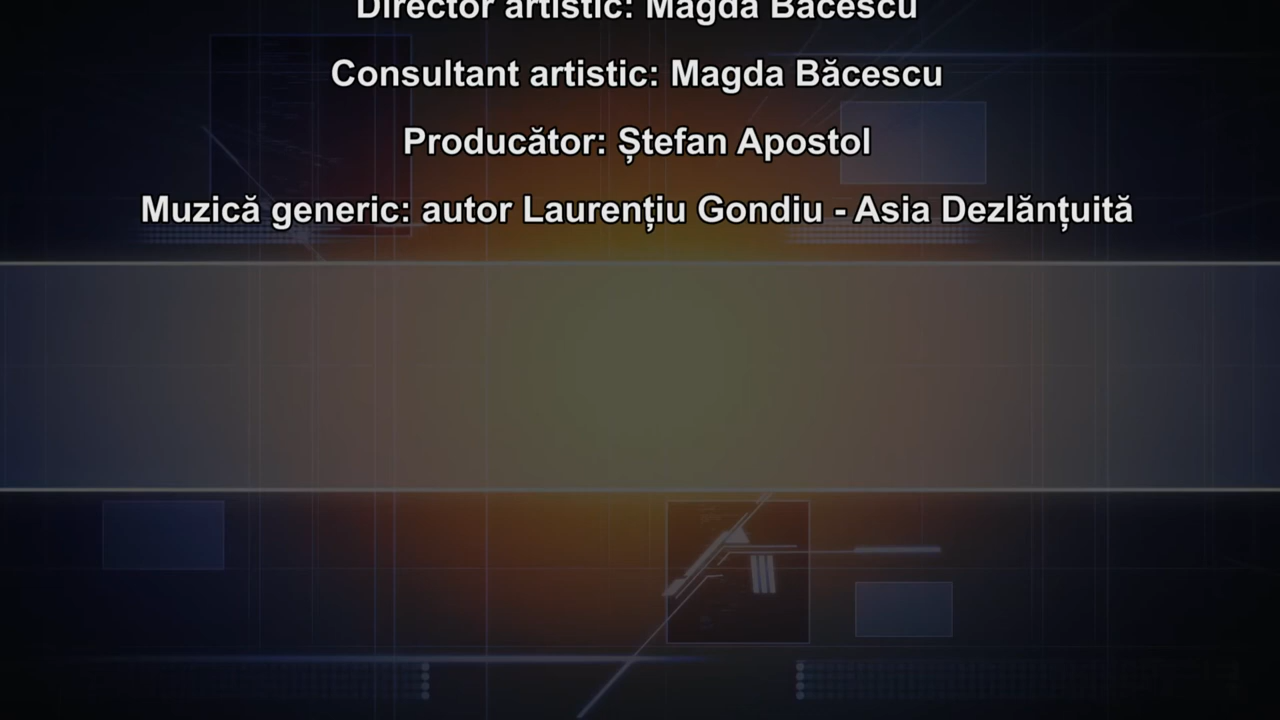 Director artistic: Magda Băcescu
Consultant artistic: Magda Băcescu
Producător: Ștefan Apostol
Muzică generic: autor Laurențiu Gondiu - Asia Dezlănțuită